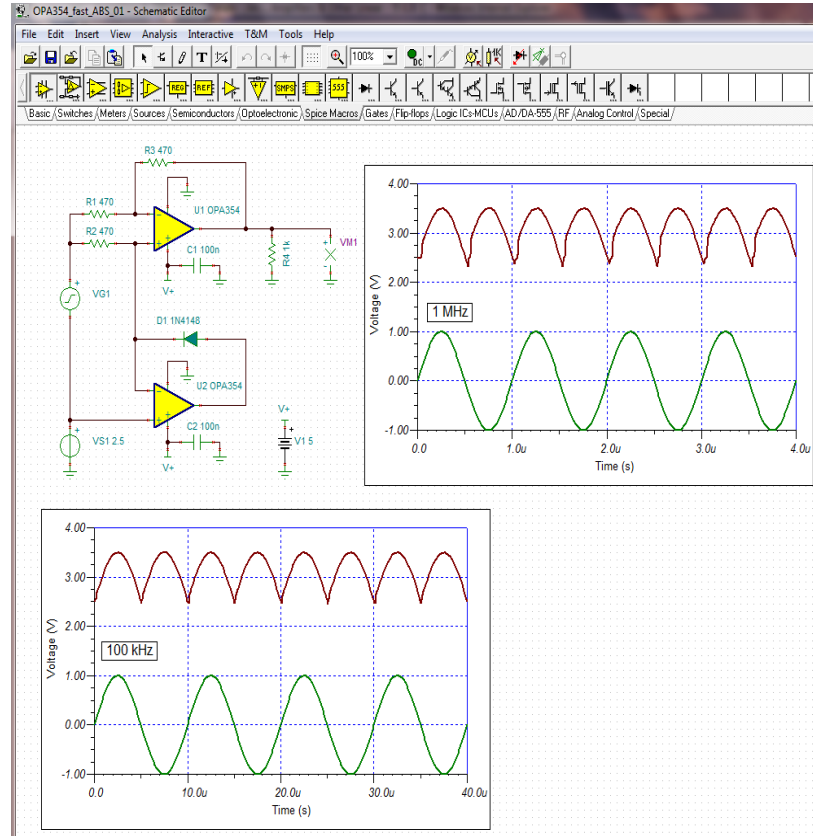 OPA354_fast_ABS_01 - Schematic Editor
File Edit Insert View Analysis Interactive T&M Tools Help
100%
DC
1K
REG REF SMPS 555
Basic Switches Meters Sources Semiconductors Optoelectronic Spice Macros Gates Flip-flops Logic ICs-MCUs AD/DA-555 RF Analog Control Special
R3 470
R1 470
U1 OPA354
R2 470
C1 100n
R4 1k
VM1
V+
VG1
D1 1N4148
U2 OPA354
VS1 2.5
C2 100n
V+
V1 5
V+
4.00
3.00
2.00
1.00
0.00
-1.00
Voltage (V)
1 MHz
0.0 1.0u 2.0u 3.0u 4.0u
Time (s)
4.00
3.00
2.00
1.00
0.00
-1.00
Voltage (V)
100 kHz
0.0 10.0u 20.0u 30.0u 40.0u
Time (s)